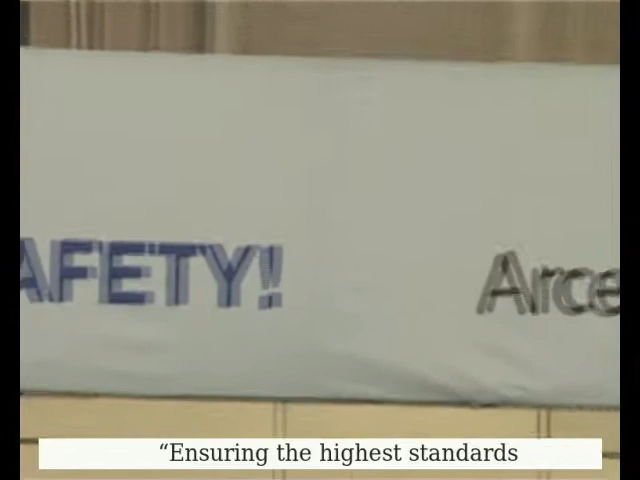 AFETY!
Arce
“Ensuring the highest standards